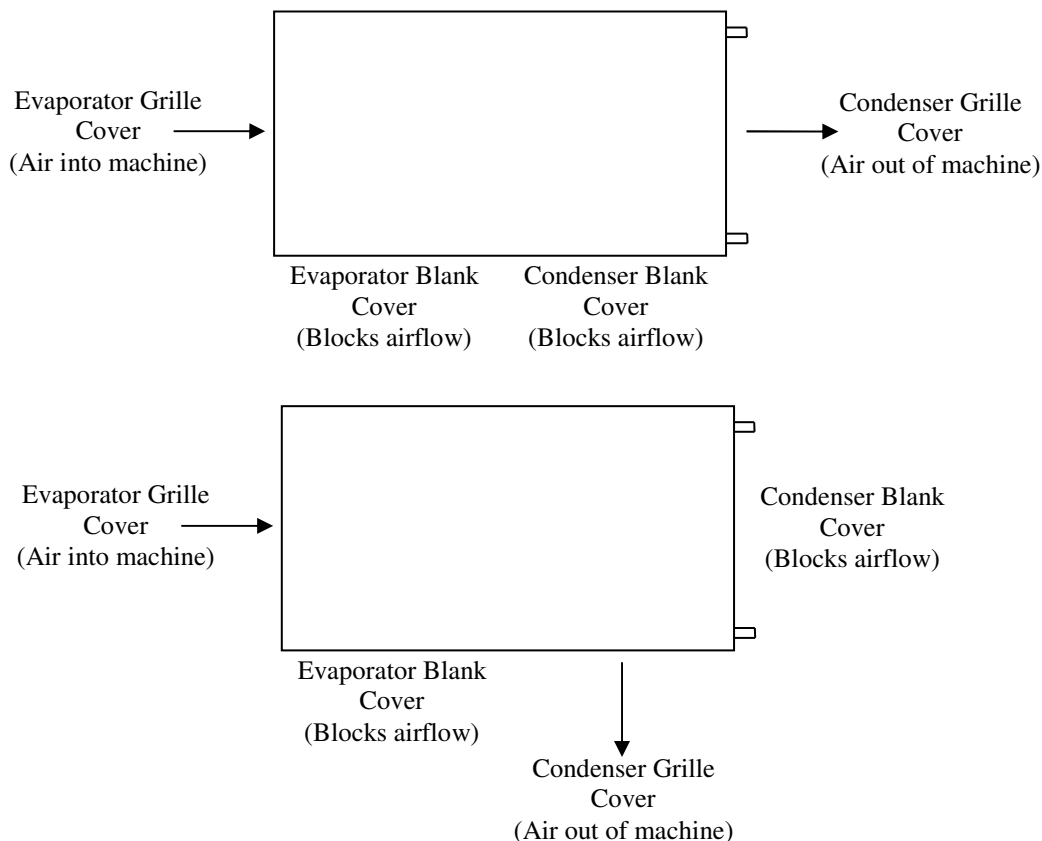 Evaporator Grille
Cover
(Air into machine)
Condenser Grille
Cover
(Air out of machine)
Evaporator Blank
Cover
(Blocks airflow)
Condenser Blank
Cover
(Blocks airflow)
Evaporator Grille
Cover
(Air into machine)
Condenser Blank
Cover
(Blocks airflow)
Evaporator Blank
Cover
(Blocks airflow)
Condenser Grille
Cover
(Air out of machine)